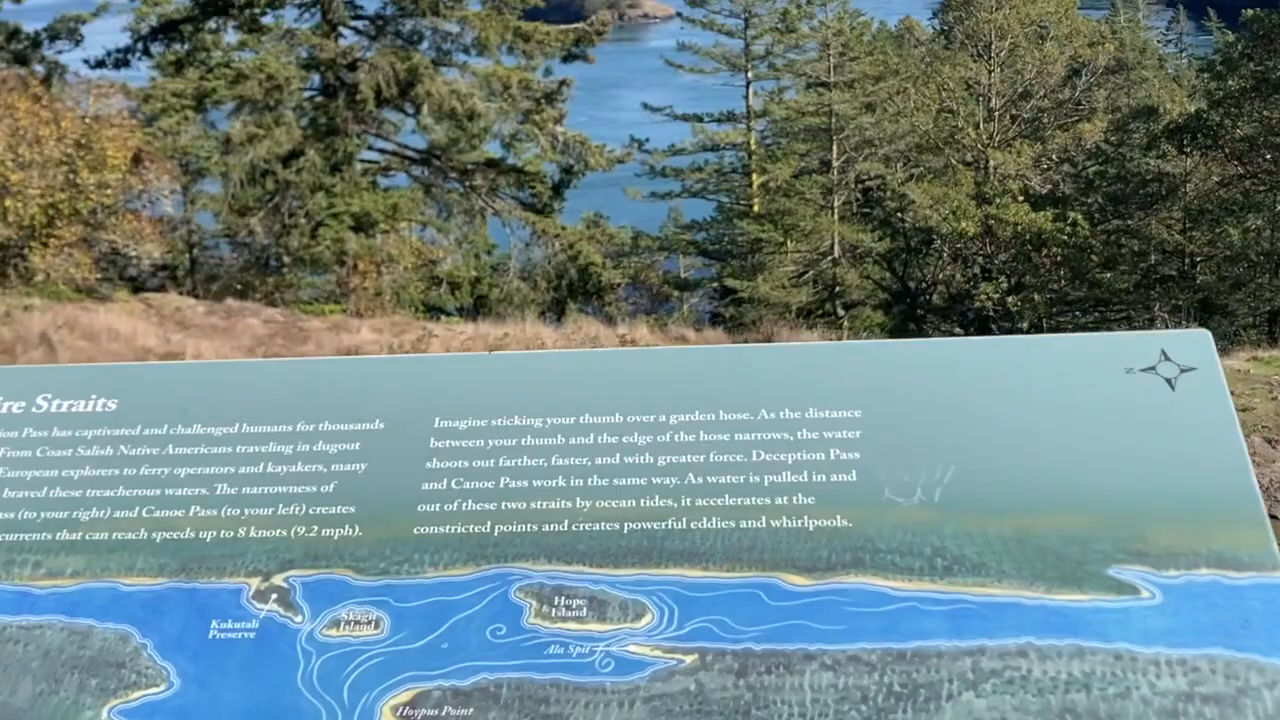 ire Straits
ion Pass has captivated and challenged humans for thousands
From Coast Salish Native Americans traveling in dugout
European explorers to ferry operators and kayakers, many
braved these treacherous waters. The narrowness of
ss (to your right) and Canoe Pass (to your left) creates
currents that can reach speeds up to 8 knots (9.2 mph).
Imagine sticking your thumb over a garden hose. As the distance
between your thumb and the edge of the hose narrows, the water
shoots out farther, faster, and with greater force. Deception Pass
and Canoe Pass work in the same way. As water is pulled in and
out of these two straits by ocean tides, it accelerates at the
constricted points and creates powerful eddies and whirlpools.
N
Kukutali
Preserve
Skagit
Island
Hope
Island
Ala Spit
Hoypus Point